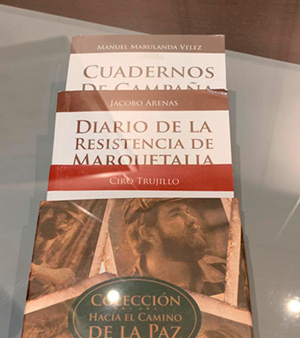 MANUEL MARULANDA VELEZ
CUADERNOS
DE CAMPAÑA
JACOBO ARENAS
DIARIO DE LA
RESISTENCIA DE
MARQUETALIA
CIRO TRUJILLO
COLECCIÓN
HACIA EL CAMINO
DE LA PAZ